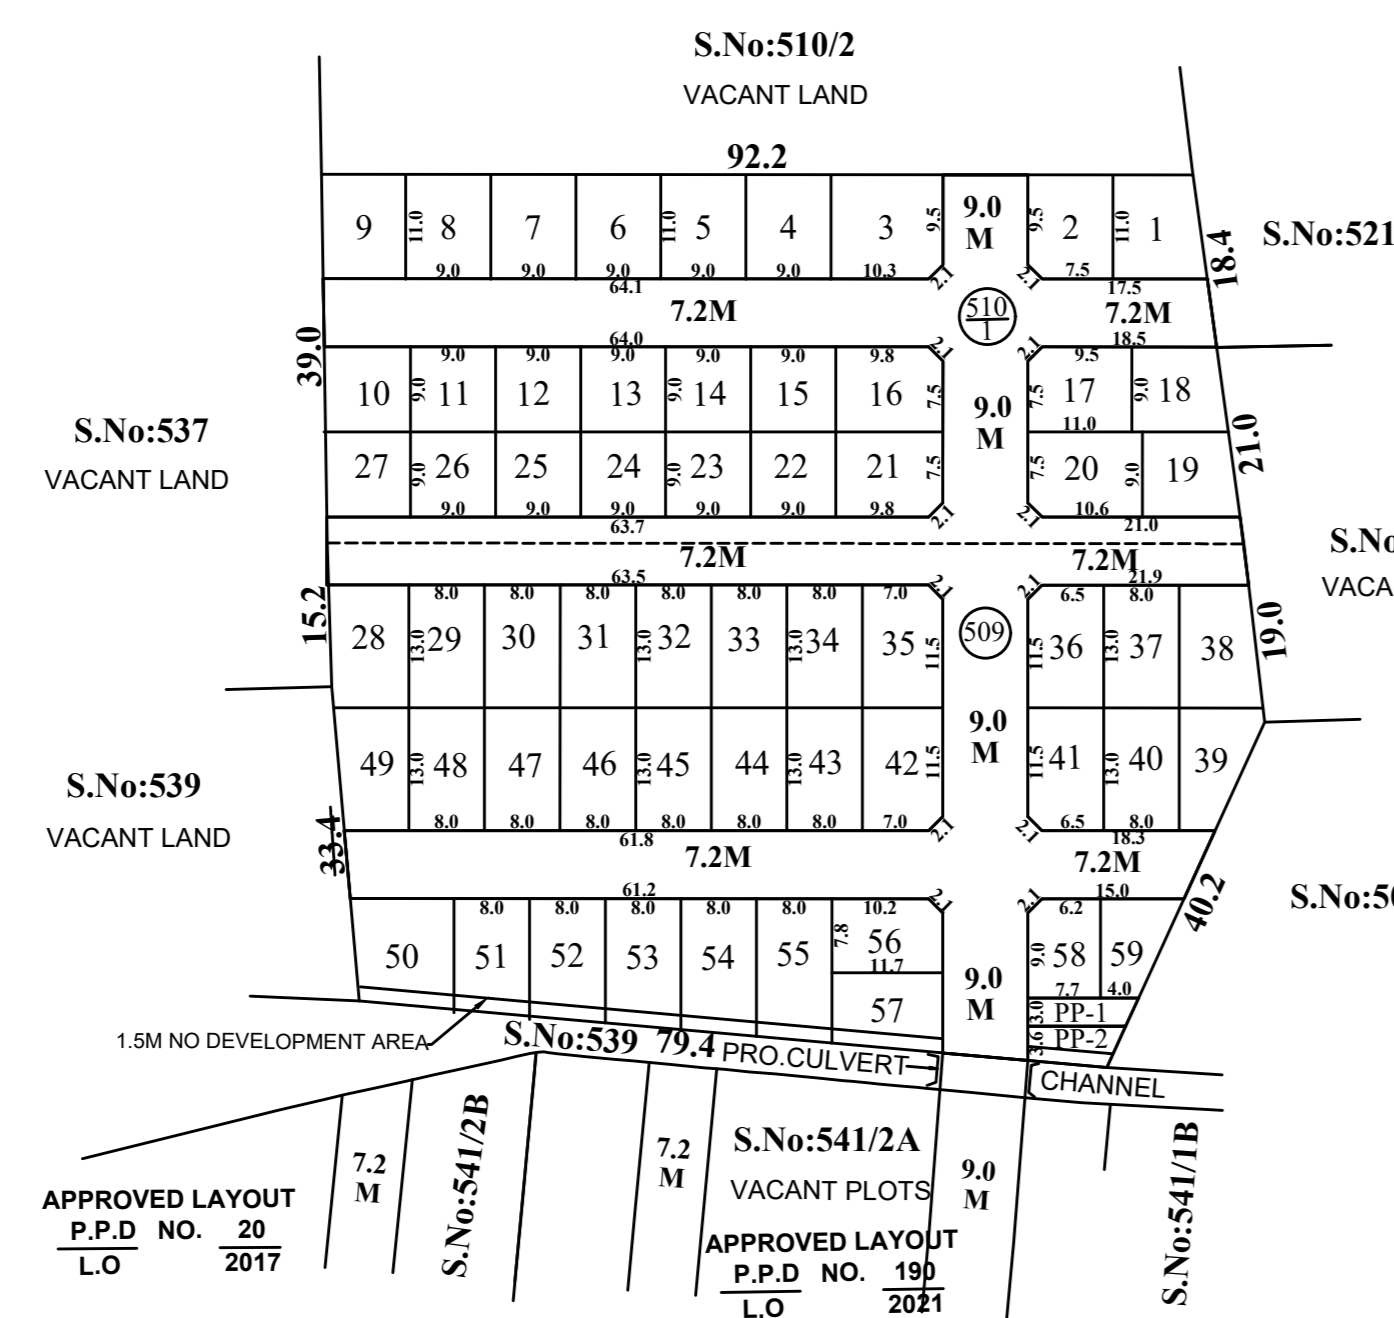 S.No:510/2
VACANT LAND
92.2
9 11.0 8 7 6 11.0 5 4 3 9.5 9.0 M 9.5 2 11.0 1
18.4 S.No:521
9.0 9.0 9.0 9.0 9.0 10.3 2.1 2.1 7.5
64.1 17.5
7.2M 510 1 7.2M
64.0 2.1 2.1 18.5
39.0
9.0 9.0 9.0 9.0 9.0 9.8 9.5
10 9.0 11 12 13 9.0 14 15 16 7.5 9.0 M 7.5 17 9.0 18
11.0
S.No:537
VACANT LAND
21.0
27 9.0 26 25 24 9.0 23 22 21 7.5 7.5 20 9.0 19
9.0 9.0 9.0 9.0 9.0 9.8 2.1 2.1 10.6
63.7 21.0
7.2M 7.2M
S.No
VACA
63.5 2.1 2.1 21.9
15.2
8.0 8.0 8.0 8.0 8.0 8.0 7.0 6.5 8.0
28 13.0 29 30 31 13.0 32 33 13.0 34 35 11.5 509 11.5 36 13.0 37 38
19.0
9.0
M
49 13.0 48 47 46 13.0 45 44 13.0 43 42 11.5 11.5 41 13.0 40 39
S.No:539
VACANT LAND
8.0 8.0 8.0 8.0 8.0 8.0 7.0 2.1 2.1 6.5 8.0
61.8 18.3
33.4
7.2M 7.2M
61.2 2.1 2.1 15.0
40.2
S.No:50
8.0 8.0 8.0 8.0 8.0 10.2 6.2
50 51 52 53 54 55 7.8 56 9.0 58 59
11.7
57 9.0 M
7.7 4.0
3.0 PP-1
3.6 PP-2
1.5M NO DEVELOPMENT AREA
S.No:539 79.4 PRO.CULVERT
CHANNEL
7.2
M
S.No:541/2B
7.2
M
S.No:541/2A
VACANT PLOTS
9.0
M
S.No:541/1B
APPROVED LAYOUT
P.P.D NO. 20
L.O 2017
APPROVED LAYOUT
P.P.D NO. 190
L.O 2021